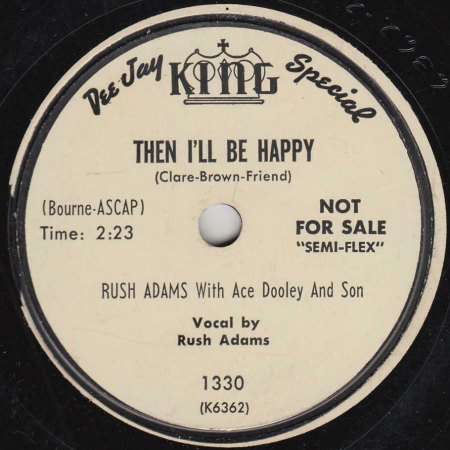 Dee Jay KING Special
THEN I'LL BE HAPPY
(Clare-Brown-Friend)
(Bourne-ASCAP)
Time: 2:23
NOT
FOR SALE
"SEMI-FLEX"
RUSH ADAMS With Ace Dooley And Son
Vocal by
Rush Adams
1330
(K6362)